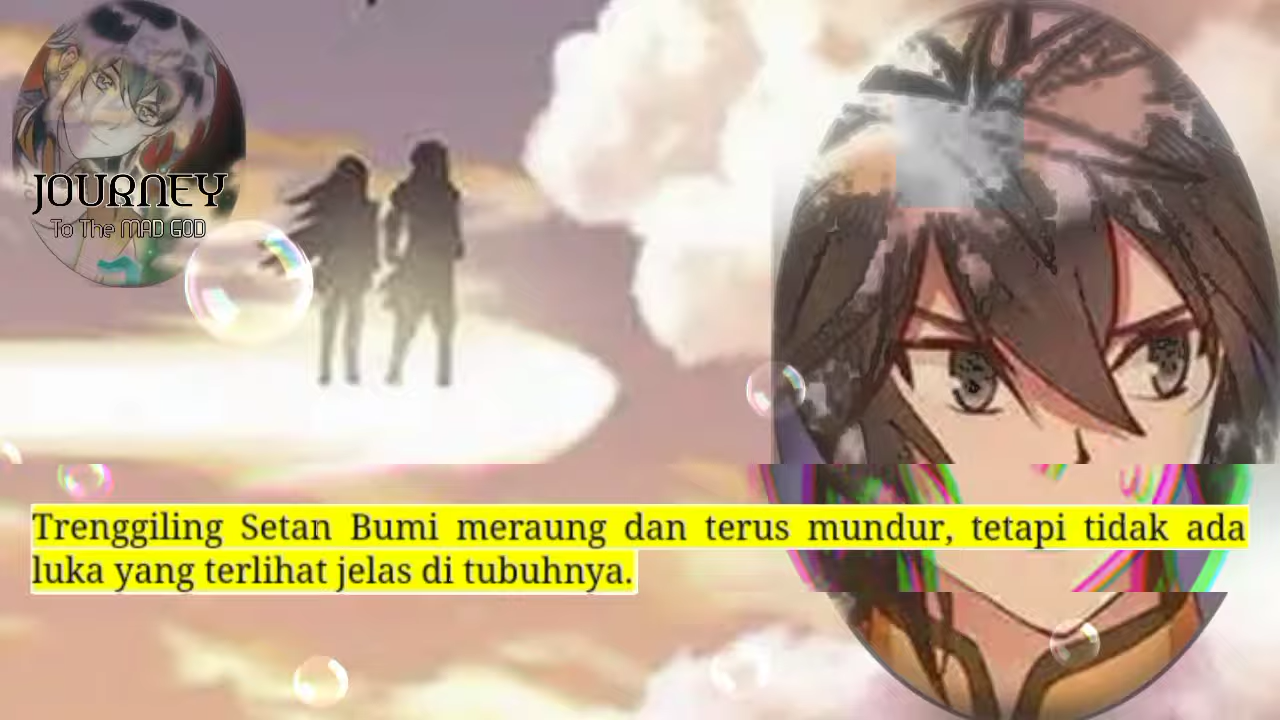 JOURNEY
To The MAD GOD
Trenggiling Setan Bumi meraung dan terus mundur, tetapi tidak ada
luka yang terlihat jelas di tubuhnya.